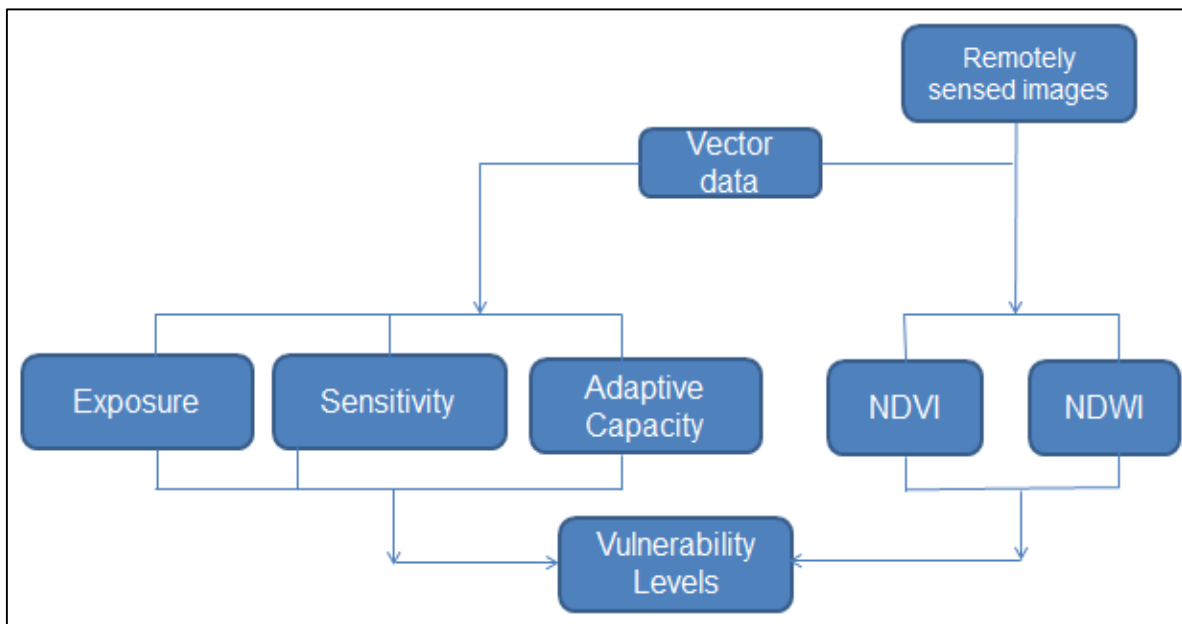 Remotely
sensed images
Vector
data
Exposure
Sensitivity
Adaptive
Capacity
NDVI
NDWI
Vulnerability
Levels